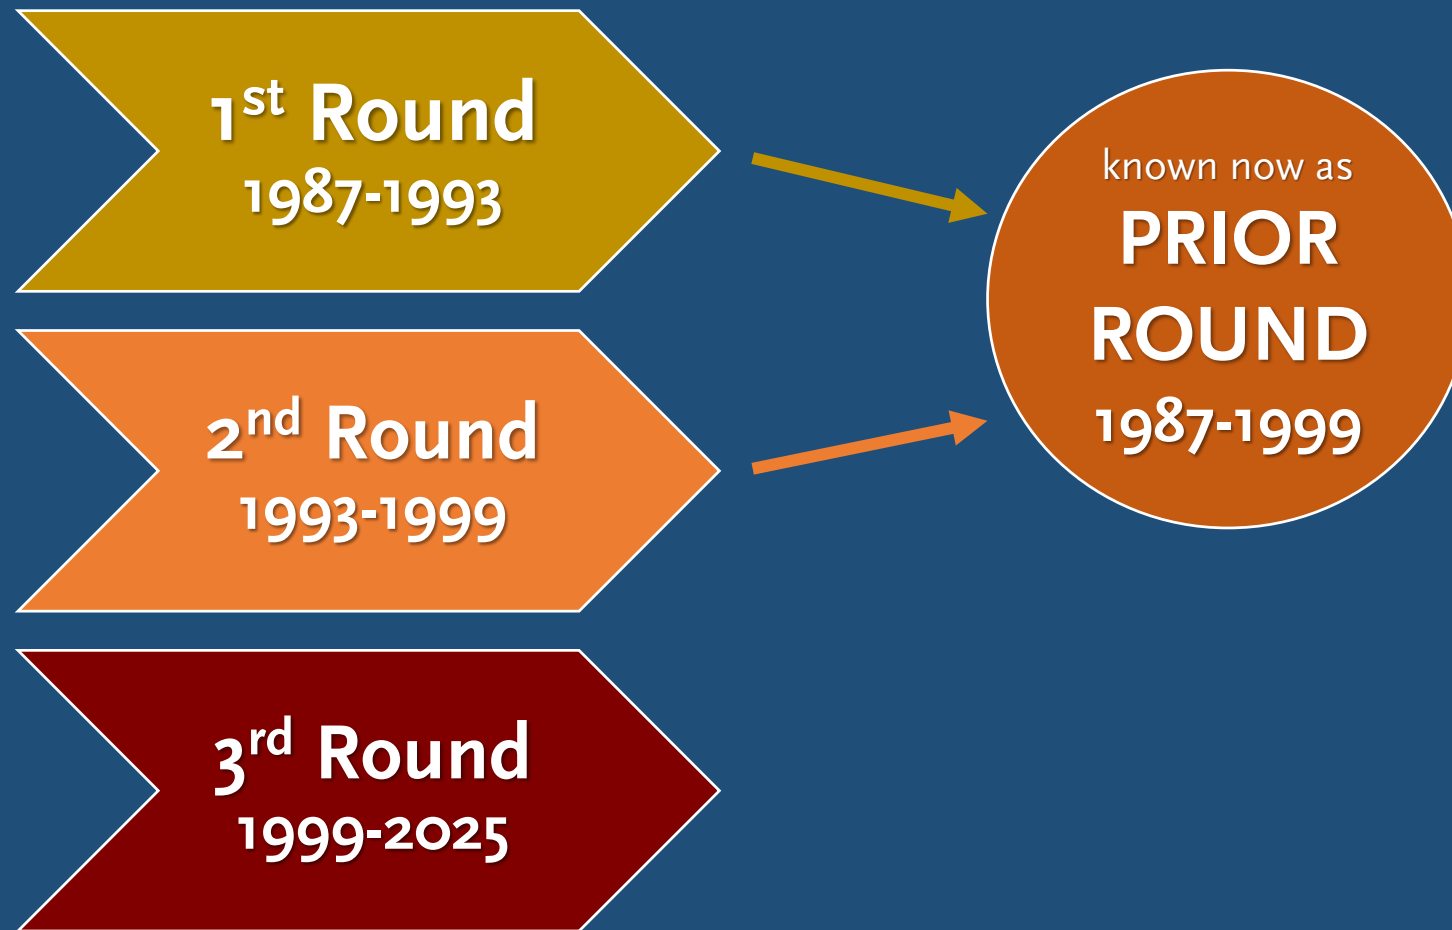 1st Round
1987-1993
known now as
PRIOR
ROUND
1987-1999
2nd Round
1993-1999
3rd Round
1999-2025